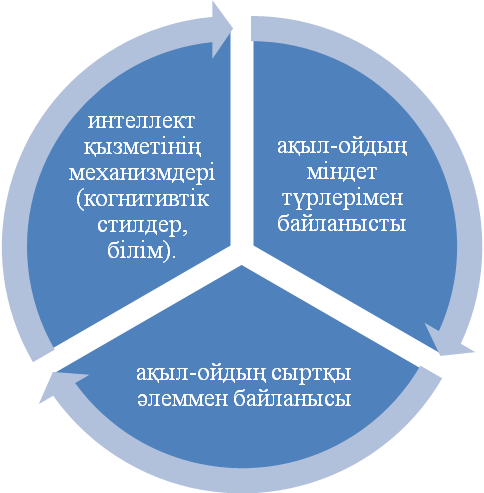 интеллект
қызметінің
механизмдері
(когнитивтік
стилдер,
білім).
ақыл-ойдың
міндет
түрлерімен
байланысты
ақыл-ойдың сыртқы
әлеммен байланысы